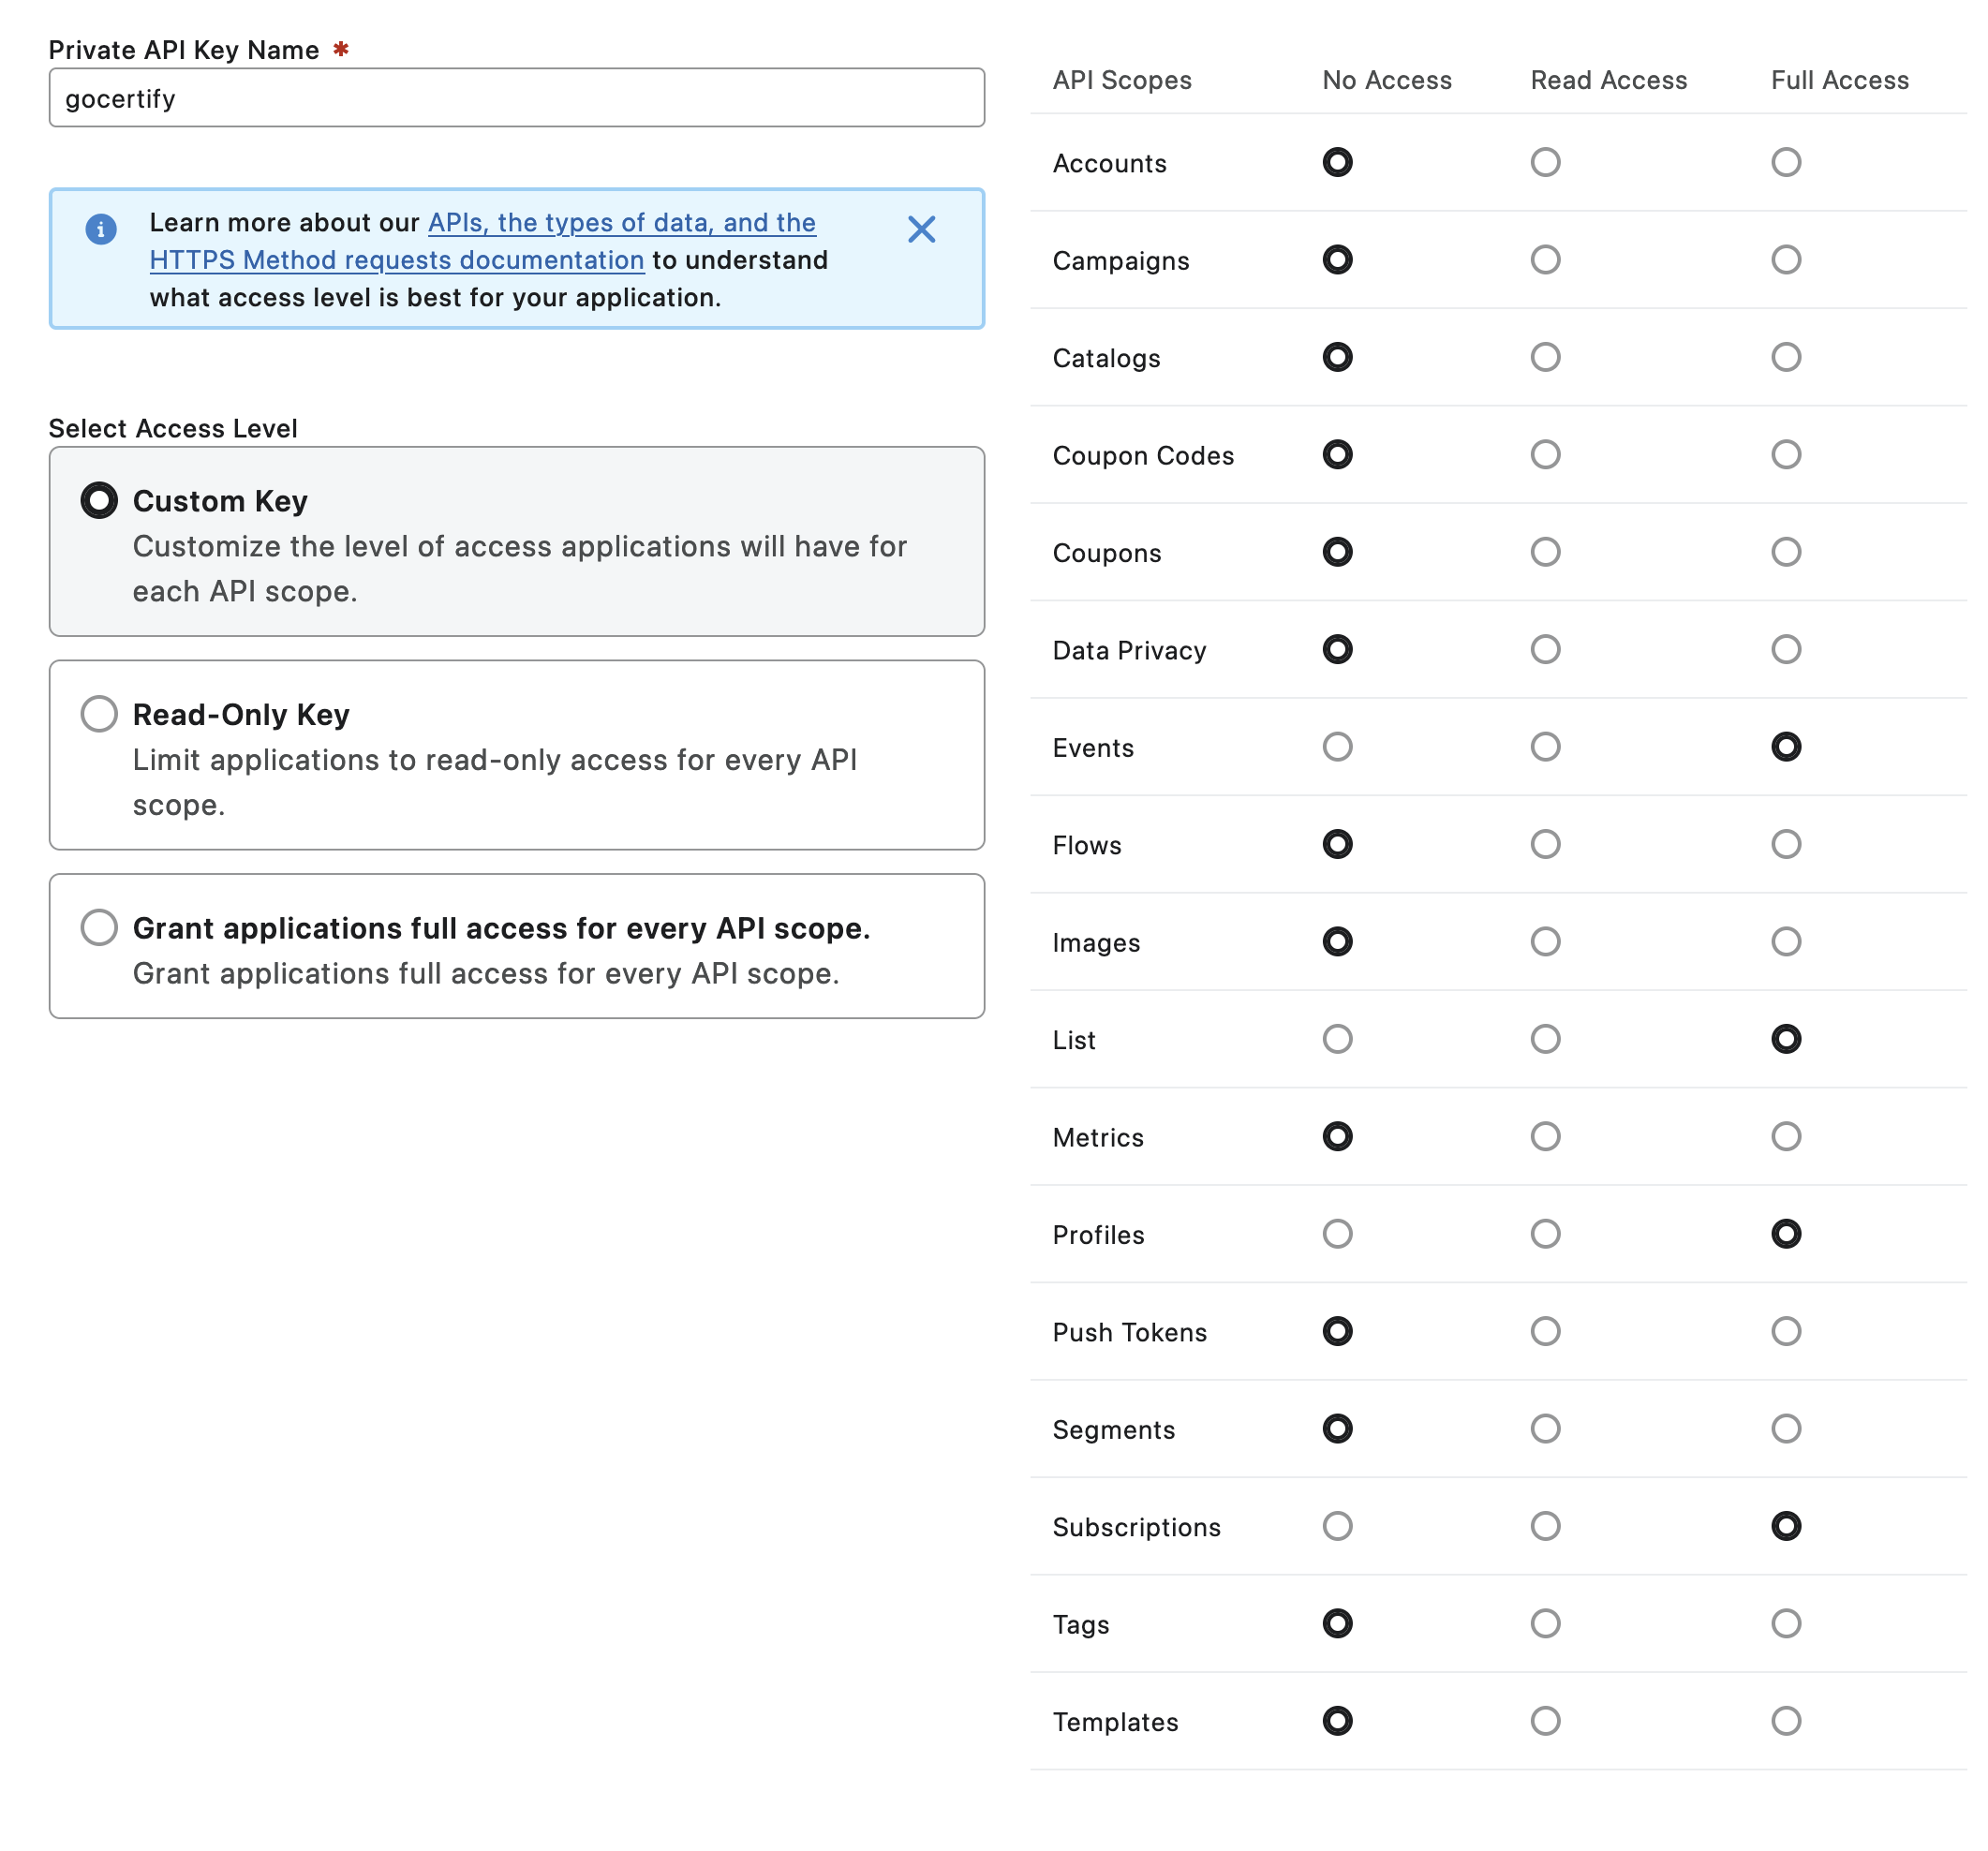 Private API Key Name *
gocertify
Learn more about our APIs, the types of data, and the
HTTPS Method requests documentation to understand
what access level is best for your application.
Select Access Level
Custom Key
Customize the level of access applications will have for
each API scope.
Read-Only Key
Limit applications to read-only access for every API
scope.
Grant applications full access for every API scope.
Grant applications full access for every API scope.
API Scopes No Access Read Access Full Access
Accounts
Campaigns
Catalogs
Coupon Codes
Coupons
Data Privacy
Events
Flows
Images
List
Metrics
Profiles
Push Tokens
Segments
Subscriptions
Tags
Templates